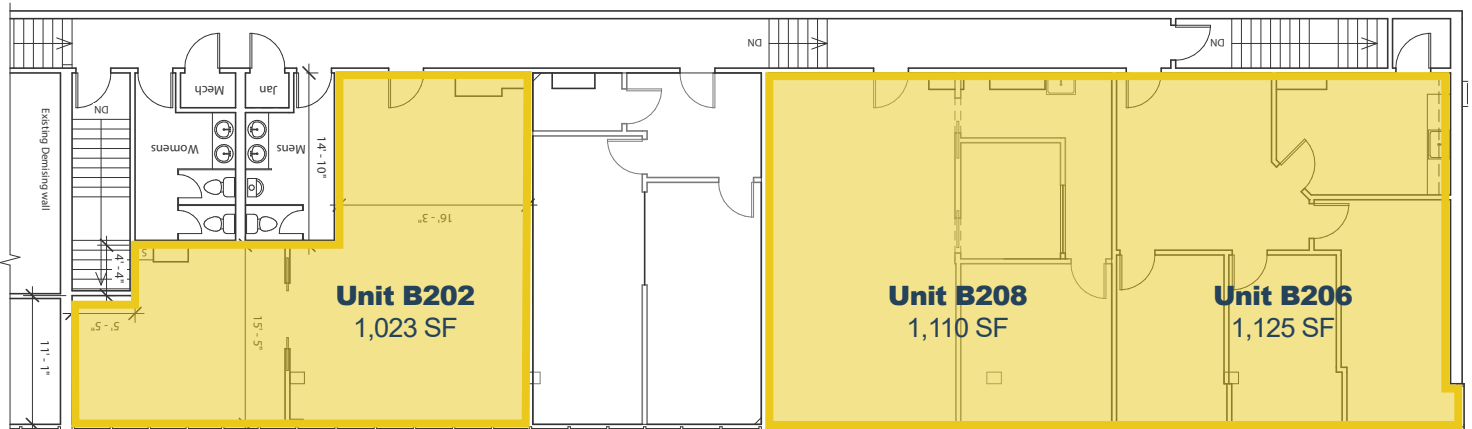 DN
DN
Mech
Jan
DN
Existing Demising wall
Womens
Mens
14' - 10"
16' - 3"
4' - 4"
S
Unit B202
1,023 SF
Unit B208
1,110 SF
Unit B206
1,125 SF
5' - 5"
15' - 5"
11' - 1"
DN